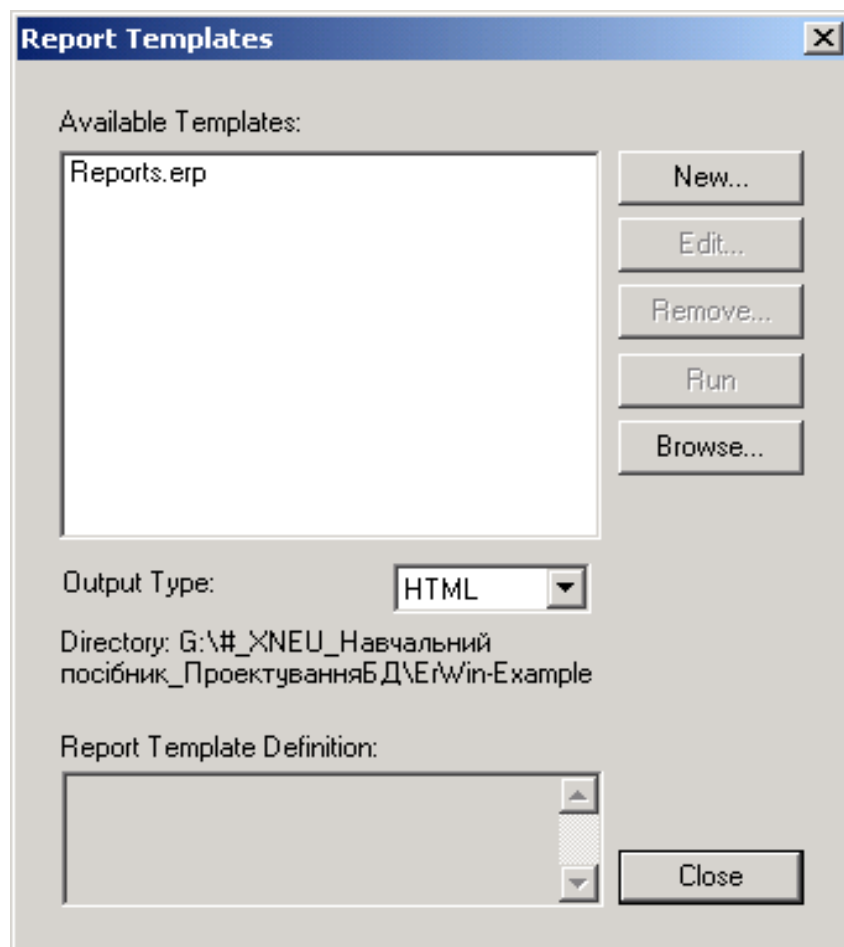 Report Templates
Available Templates:
Reports.erp
New...
Edit...
Remove...
Run
Browse...
Output Type:
HTML
Directory: G:\#_XNEU_Навчальний
посібник_ПроектуванняБД\ErWin-Example
Report Template Definition:
Close